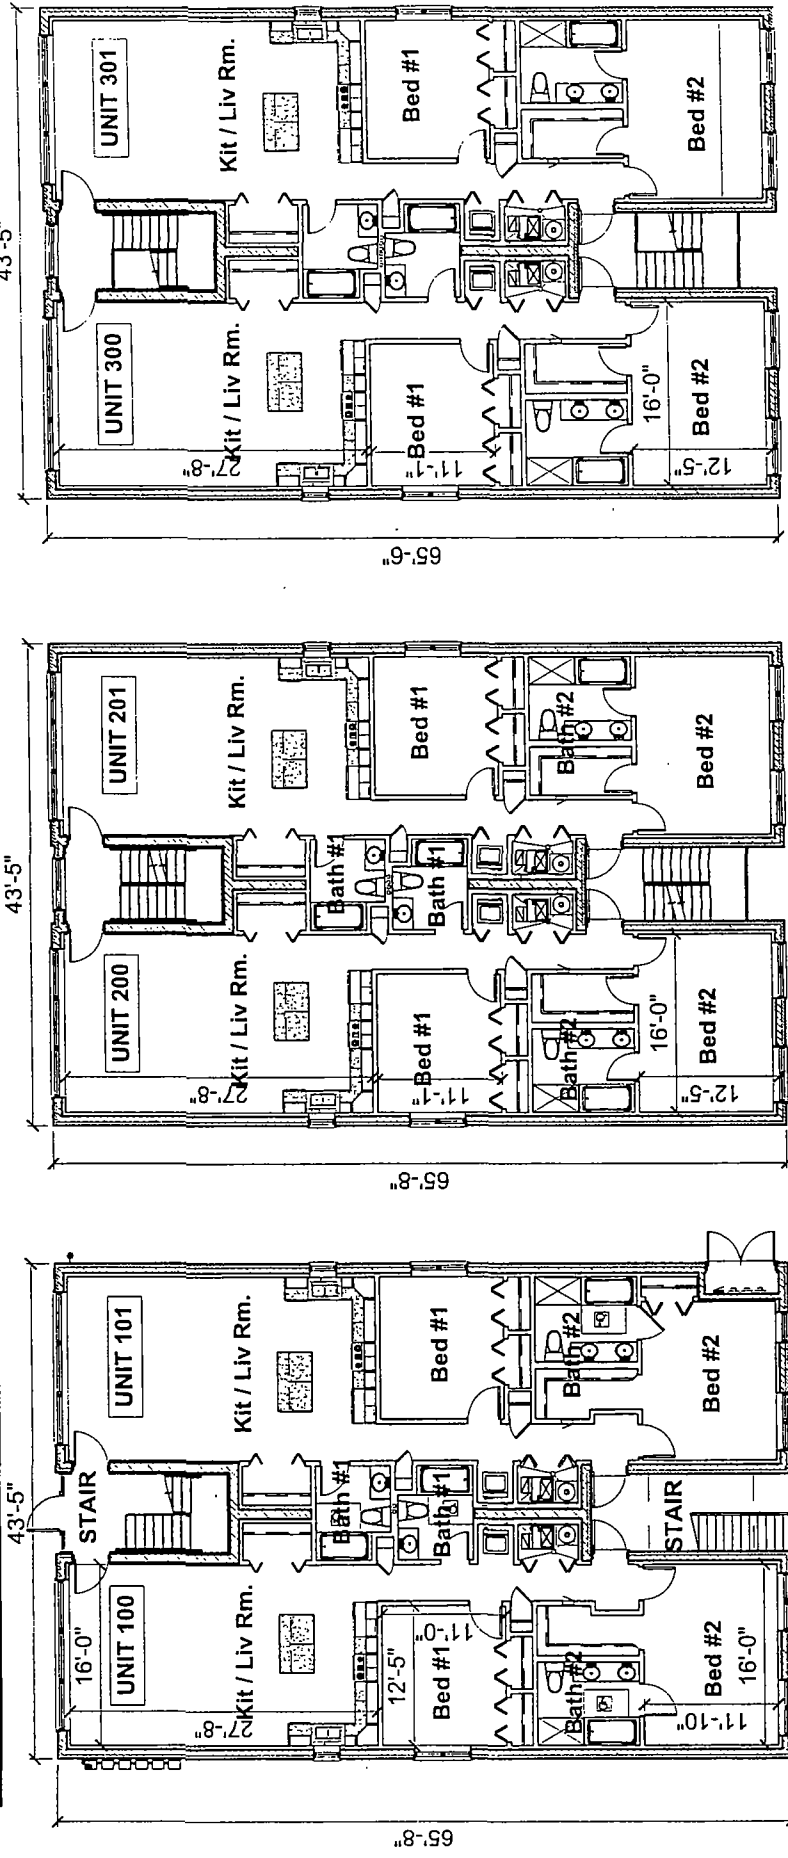 43'-5"
UNIT 301
Kit / Liv Rm.
Bed #1
Bed #2
UNIT 300
Kit / Liv Rm.
27'-8"
Bed #1
11'-1"
16'-0"
Bed #2
12'-5"
65'-6"
43'-5"
UNIT 201
Kit / Liv Rm.
Bed #1
Bath #2
Bed #2
Bath #1
Bath #1
UNIT 200
Kit / Liv Rm.
27'-8"
Bed #1
11'-1"
Bath #2
16'-0"
Bed #2
12'-5"
65'-8"
43'-5"
UNIT 101
Kit / Liv Rm.
Bed #1
Bath #2
Bed #2
STAIR
Bath #1
Bath #1
STAIR
16'-0"
UNIT 100
Kit / Liv Rm.
27'-8"
12'-5"
Bed #1
11'-0"
Bath #2
Bed #2
16'-0"
11'-10"
65'-8"